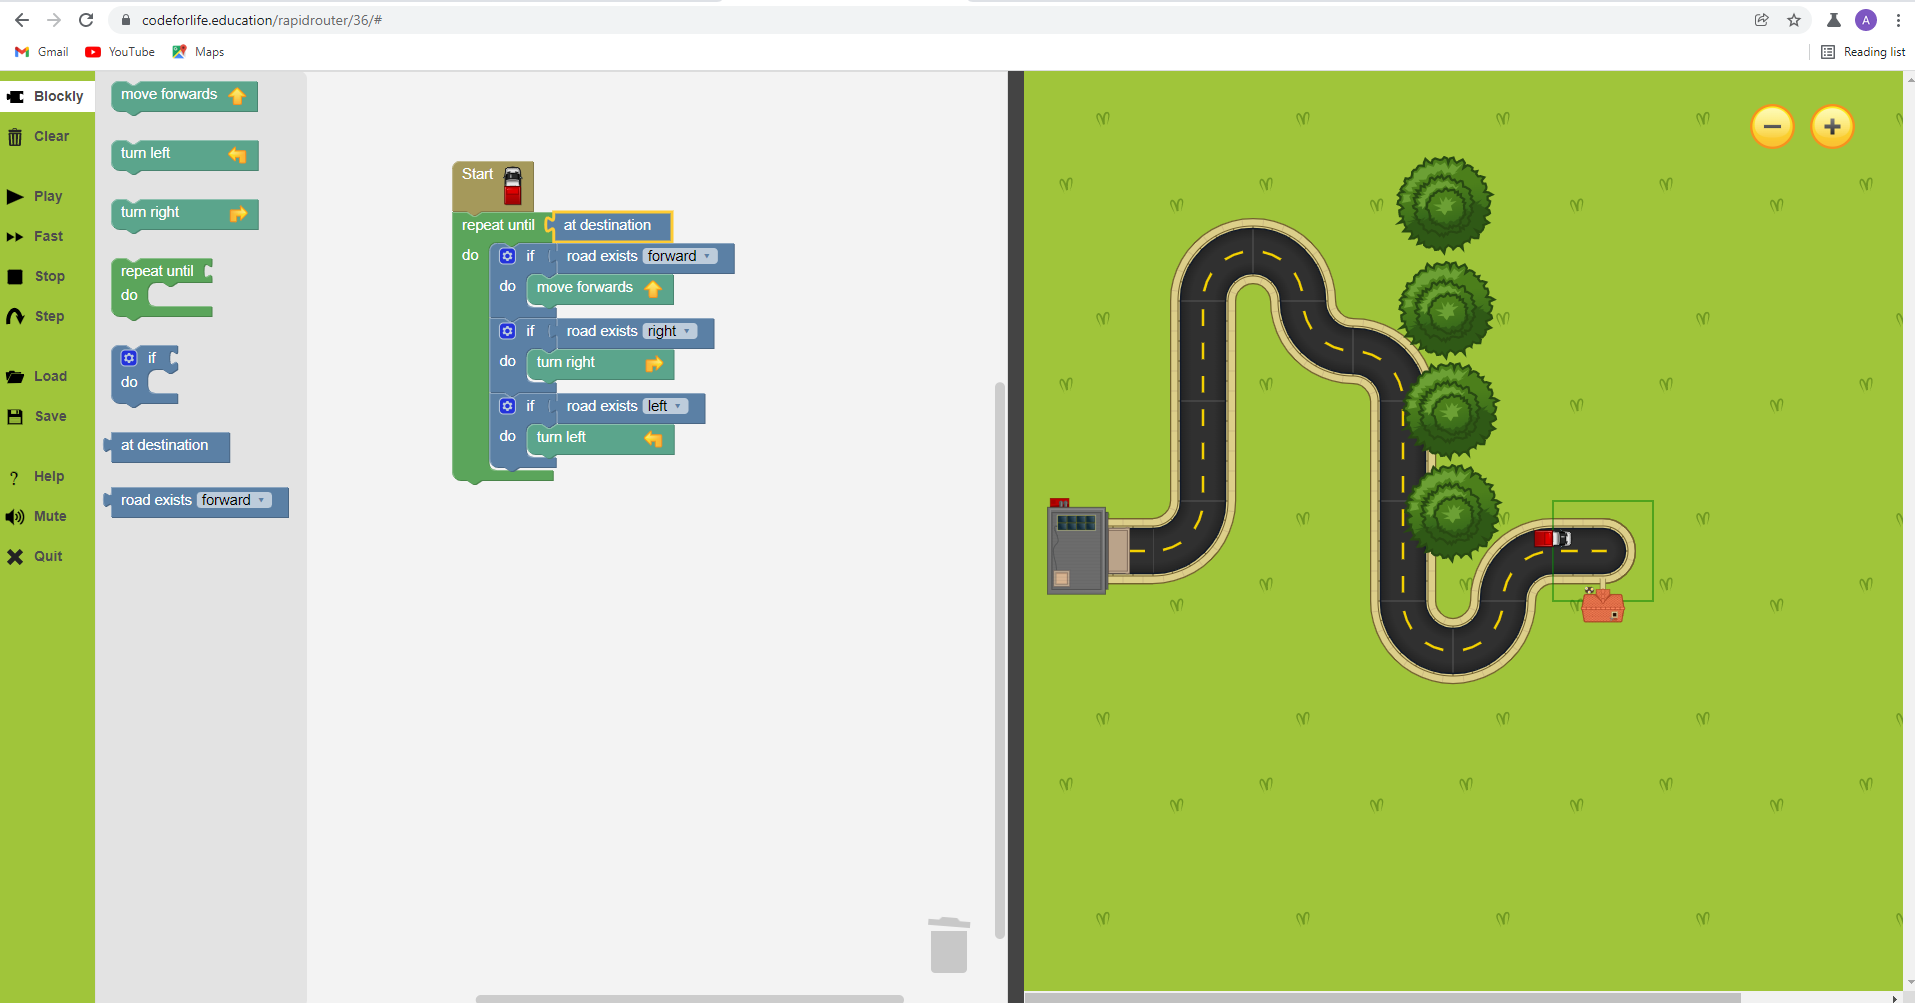 codeforlife.education/rapidrouter/36/#
A
Gmail
YouTube
Maps
Reading list
Blockly
Clear
Play
Fast
Stop
Step
Load
Save
Help
Mute
Quit
move forwards
turn left
turn right
repeat until
do
if
do
at destination
road exists forward
Start
repeat until at destination
do if road exists forward
do move forwards
if road exists right
do turn right
if road exists left
do turn left